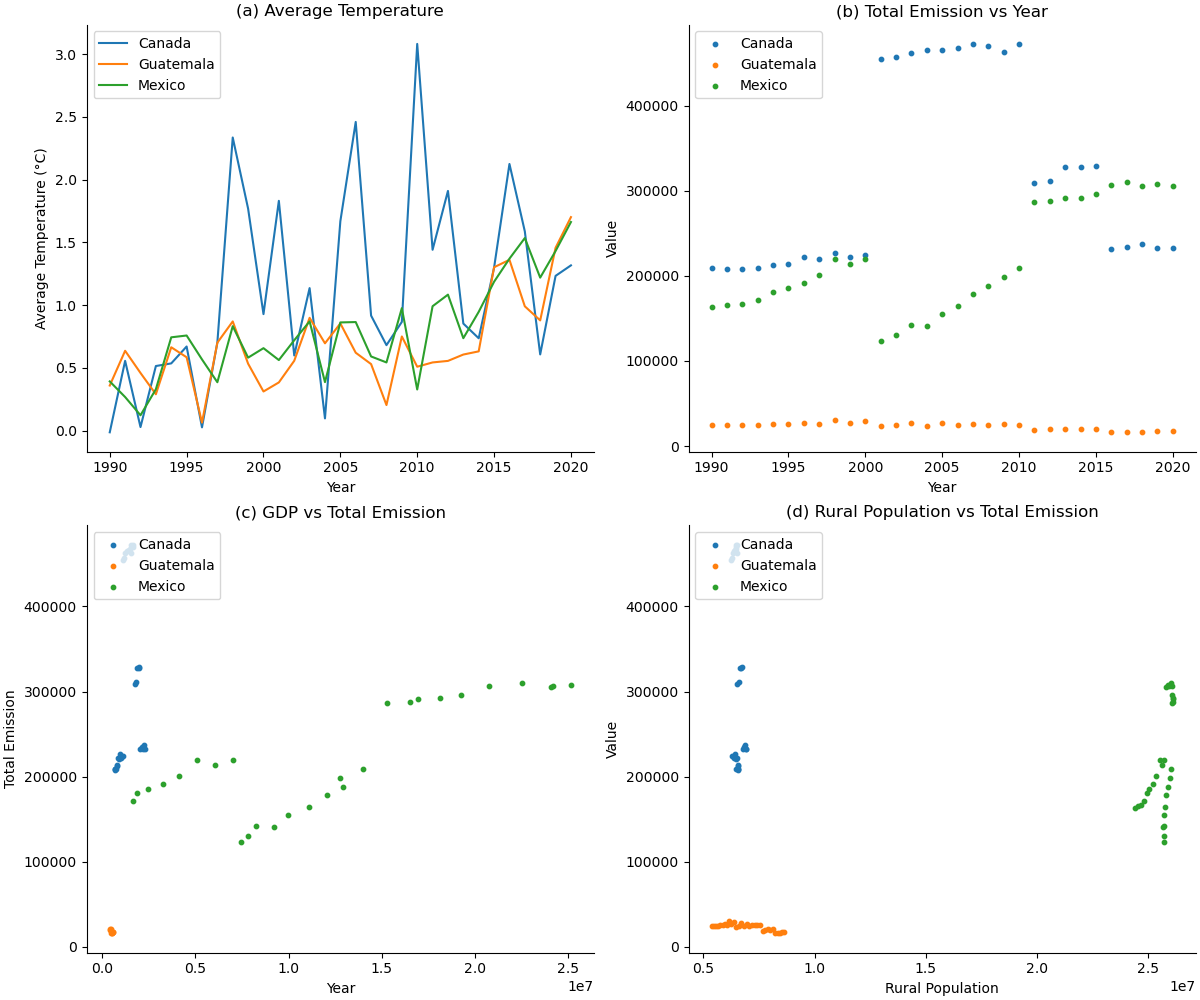 (a) Average Temperature
Canada
Guatemala
Mexico
3.0
2.5
2.0
1.5
1.0
0.5
0.0
Average Temperature (°C)
1990 1995 2000 2005 2010 2015 2020
Year
(b) Total Emission vs Year
Canada
Guatemala
Mexico
400000
300000
200000
100000
0
Value
1990 1995 2000 2005 2010 2015 2020
Year
(c) GDP vs Total Emission
Canada
Guatemala
Mexico
400000
300000
200000
100000
0
Total Emission
0.0 0.5 1.0 1.5 2.0 2.5
1e7
Year
(d) Rural Population vs Total Emission
Canada
Guatemala
Mexico
400000
300000
200000
100000
0
Value
0.5 1.0 1.5 2.0 2.5
1e7
Rural Population